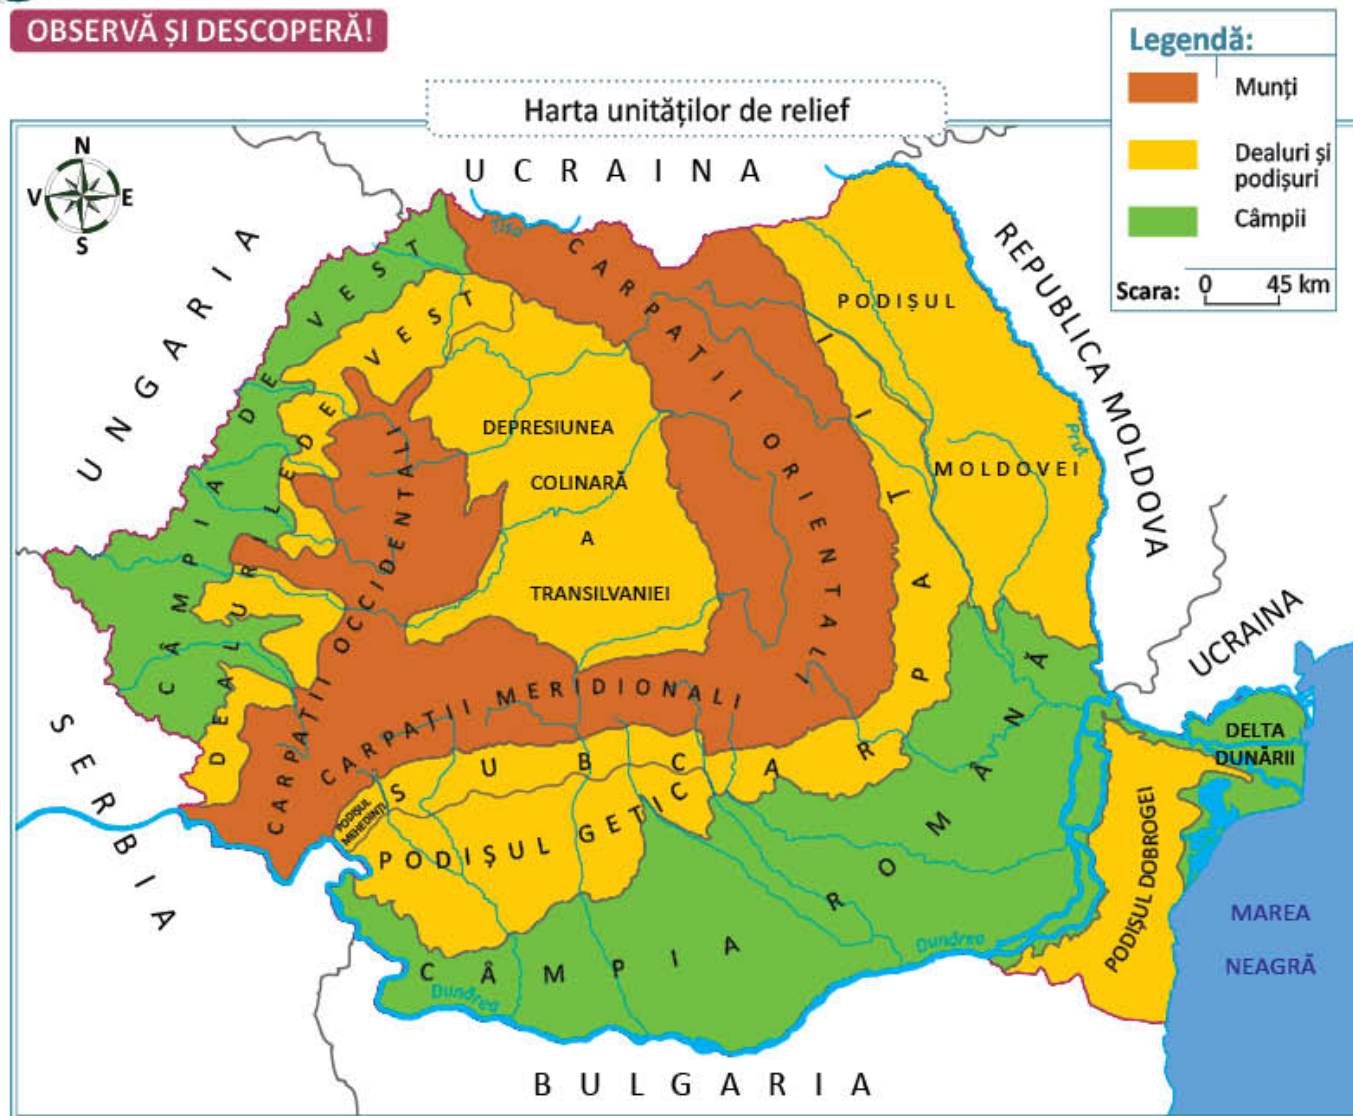 OBSERVĂ ȘI DESCOPERĂ!
Legendă:
Munți
Dealuri și
podișuri
Câmpii
Scara: 0 45 km
Harta unităților de relief
N
V E
S
UCRAINA
UNGARIA
REPUBLICA MOLDOVA
UCRAINA
SERBIA
BULGARIA
MAREA
NEAGRĂ
Tisa
Prut
Dundrea
Dundrea
CÂMPIA DE VEST
DEALURILE DE VEST
CARPAȚII ORIENTALI
CARPAȚII OCCIDENTALI
CARPAȚII MERIDIONALI
DEPRESIUNEA
COLINARĂ
A
TRANSILVANIEI
PODIȘUL
MOLDOVEI
SUBCARPAȚII
PODIȘUL
MEHEDINȚI
PODIȘUL GETIC
CÂMPIA ROMÂNĂ
PODIȘUL DOBROGEI
DELTA
DUNĂRII